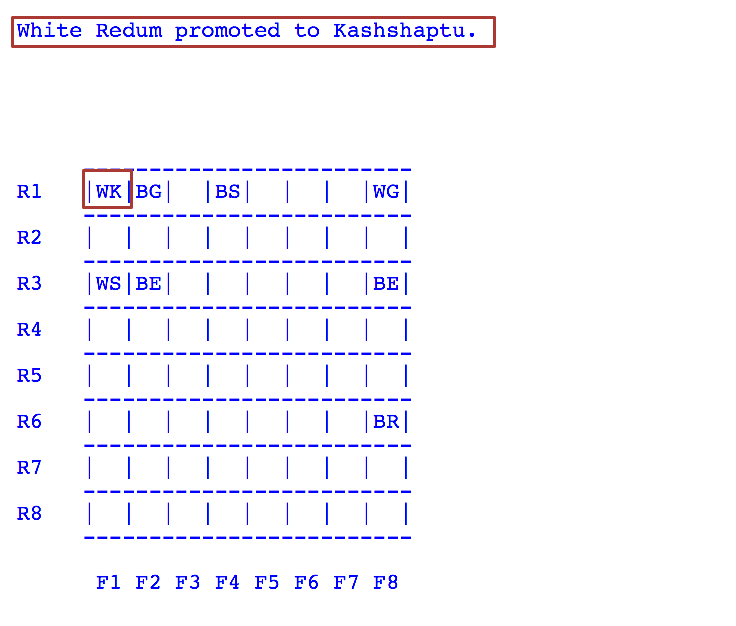 White Redum promoted to Kashshaptu.
-------------------------
R1 |WK|BG| |BS| | | |WG|
-------------------------
R2 | | | | | | | | |
-------------------------
R3 |WS|BE| | | | | |BE|
-------------------------
R4 | | | | | | | | |
-------------------------
R5 | | | | | | | | |
-------------------------
R6 | | | | | | | |BR|
-------------------------
R7 | | | | | | | | |
-------------------------
R8 | | | | | | | | |
-------------------------
F1 F2 F3 F4 F5 F6 F7 F8